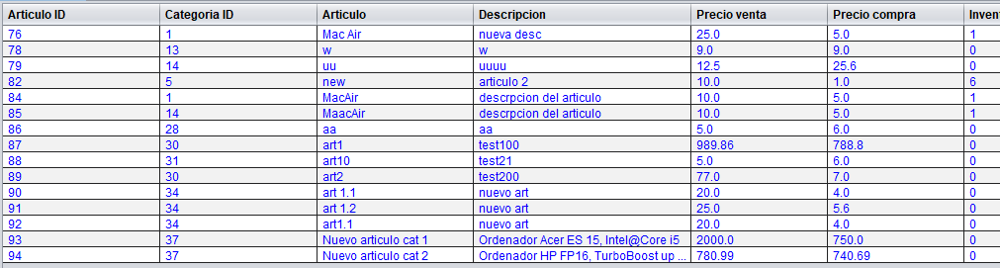 Articulo ID Categoria ID Articulo Descripcion Precio venta Precio compra Inven
76 1 Mac Air nueva desc 25.0 5.0 1
78 13 w w 9.0 9.0 0
79 14 uu uuuu 12.5 25.6 0
82 5 new articulo 2 10.0 1.0 6
84 1 MacAir descrpcion del articulo 10.0 5.0 1
85 14 MaacAir descrpcion del articulo 10.0 5.0 1
86 28 aa aa 5.0 6.0 0
87 30 art1 test100 989.86 788.8 0
88 31 art10 test21 5.0 6.0 0
89 30 art2 test200 77.0 7.0 0
90 34 art 1.1 nuevo art 20.0 4.0 0
91 34 art 1.2 nuevo art 25.0 5.6 0
92 34 art1.1 nuevo art 20.0 4.0 0
93 37 Nuevo articulo cat 1 Ordenador Acer ES 15, Intel@Core i5 2000.0 750.0 0
94 37 Nuevo articulo cat 2 Ordenador HP FP16, TurboBoost up ... 780.99 740.69 0